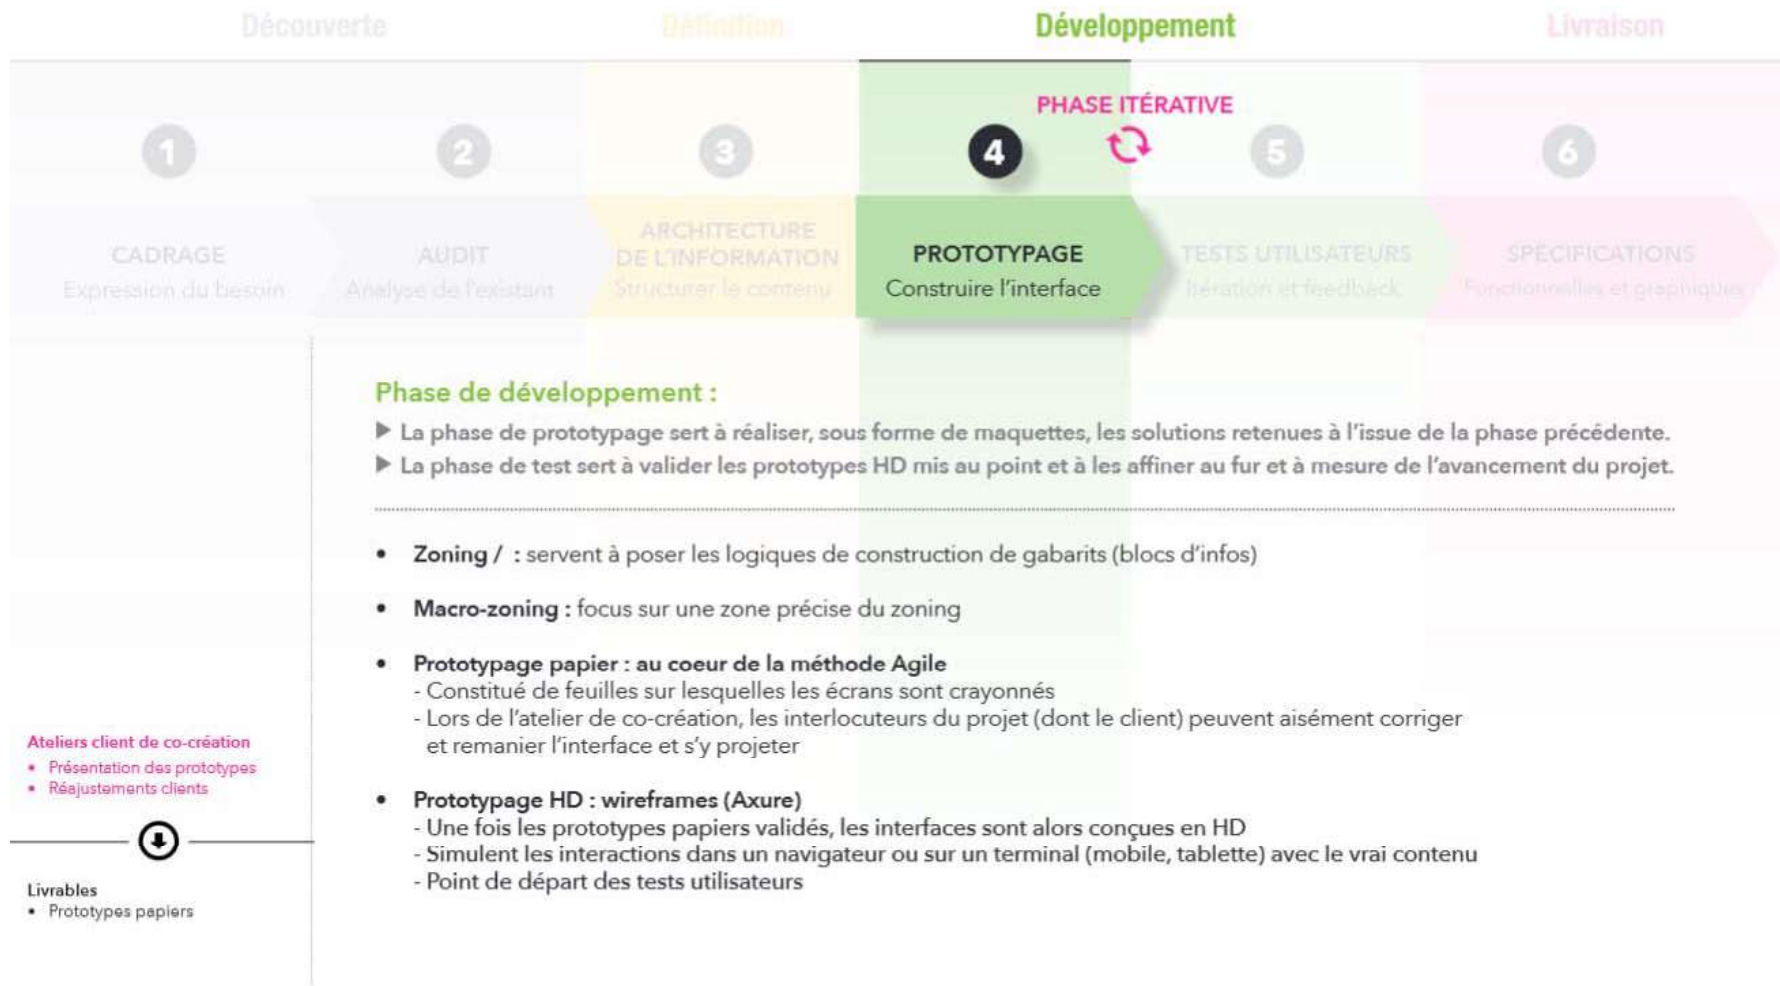 Découverte
Définition
Développement
Livraison
PHASE ITÉRATIVE
1
2
3
4
5
6
CADRAGE
Expression du besoin
AUDIT
Analyse de l'existant
ARCHITECTURE
DE L'INFORMATION
Structurer le contenu
PROTOTYPAGE
Construire l'interface
TESTS UTILISATEURS
Itération et feedback
SPÉCIFICATIONS
Fonctionnelles et graphiques
Phase de développement :
▶ La phase de prototypage sert à réaliser, sous forme de maquettes, les solutions retenues à l'issue de la phase précédente.
▶ La phase de test sert à valider les prototypes HD mis au point et à les affiner au fur et à mesure de l'avancement du projet.
• Zoning / : servent à poser les logiques de construction de gabarits (blocs d'infos)
• Macro-zoning : focus sur une zone précise du zoning
• Prototypage papier : au coeur de la méthode Agile
- Constitué de feuilles sur lesquelles les écrans sont crayonnés
- Lors de l'atelier de co-création, les interlocuteurs du projet (dont le client) peuvent aisément corriger
et remanier l'interface et s'y projeter
• Prototypage HD : wireframes (Axure)
- Une fois les prototypes papiers validés, les interfaces sont alors conçues en HD
- Simulent les interactions dans un navigateur ou sur un terminal (mobile, tablette) avec le vrai contenu
- Point de départ des tests utilisateurs
Ateliers client de co-création
• Présentation des prototypes
• Réajustements clients
Livrables
• Prototypes papiers